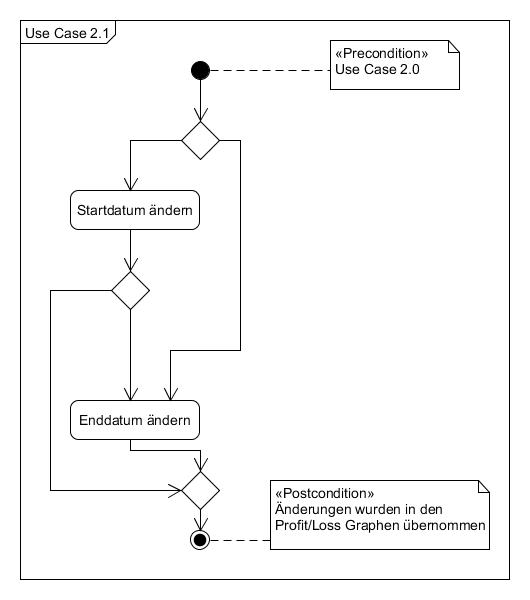 Use Case 2.1
«Precondition»
Use Case 2.0
Startdatum ändern
Enddatum ändern
«Postcondition»
Änderungen wurden in den
Profit/Loss Graphen übernommen